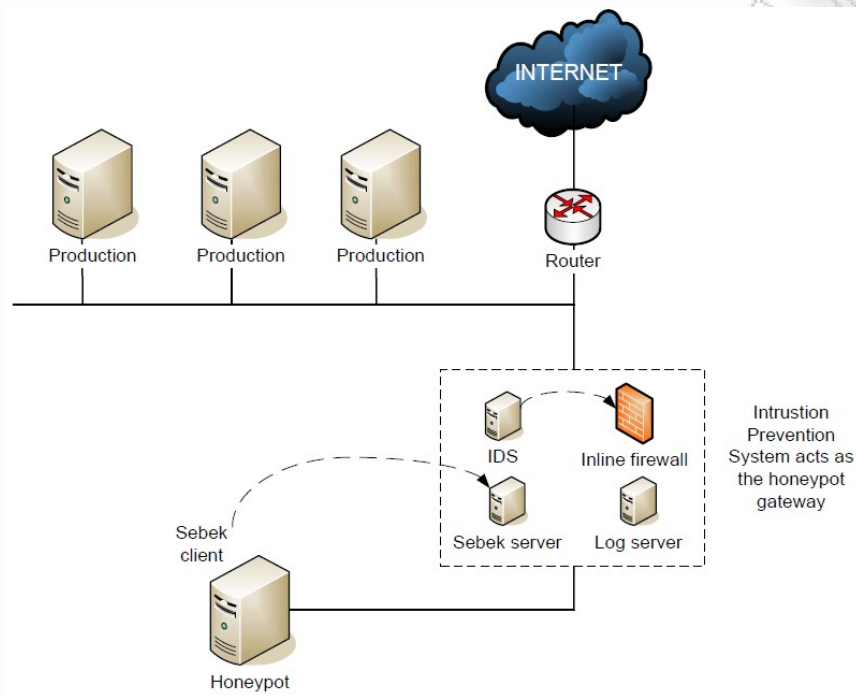 INTERNET
Production
Production
Production
Router
IDS
Inline firewall
Sebek server
Log server
Intrusion
Prevention
System acts as
the honeypot
gateway
Sebek
client
Honeypot